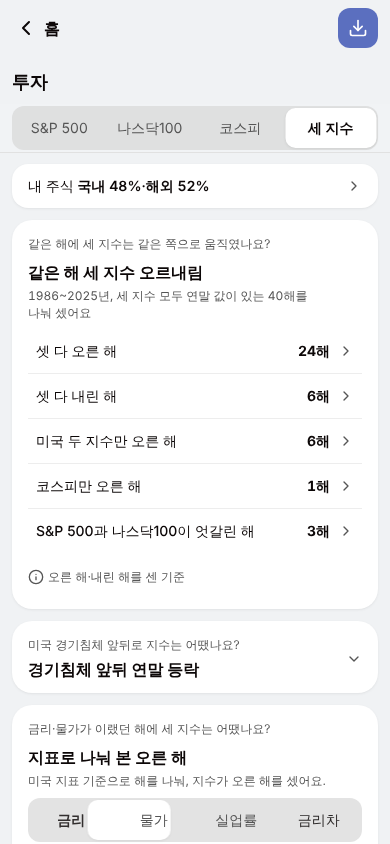 홈
투자
S&P 500 나스닥100 코스피 세 지수
내 주식 국내 48%·해외 52%
같은 해에 세 지수는 같은 쪽으로 움직였나요?
같은 해 세 지수 오르내림
1986~2025년, 세 지수 모두 연말 값이 있는 40해를
나눠 셌어요
셋 다 오른 해 24해
셋 다 내린 해 6해
미국 두 지수만 오른 해 6해
코스피만 오른 해 1해
S&P 500과 나스닥100이 엇갈린 해 3해
오른 해·내린 해를 센 기준
미국 경기침체 앞뒤로 지수는 어땠나요?
경기침체 앞뒤 연말 등락
금리·물가가 이랬던 해에 세 지수는 어땠나요?
지표로 나눠 본 오른 해
미국 지표 기준으로 해를 나눠, 지수가 오른 해를 셌어요.
금리 물가 실업률 금리차